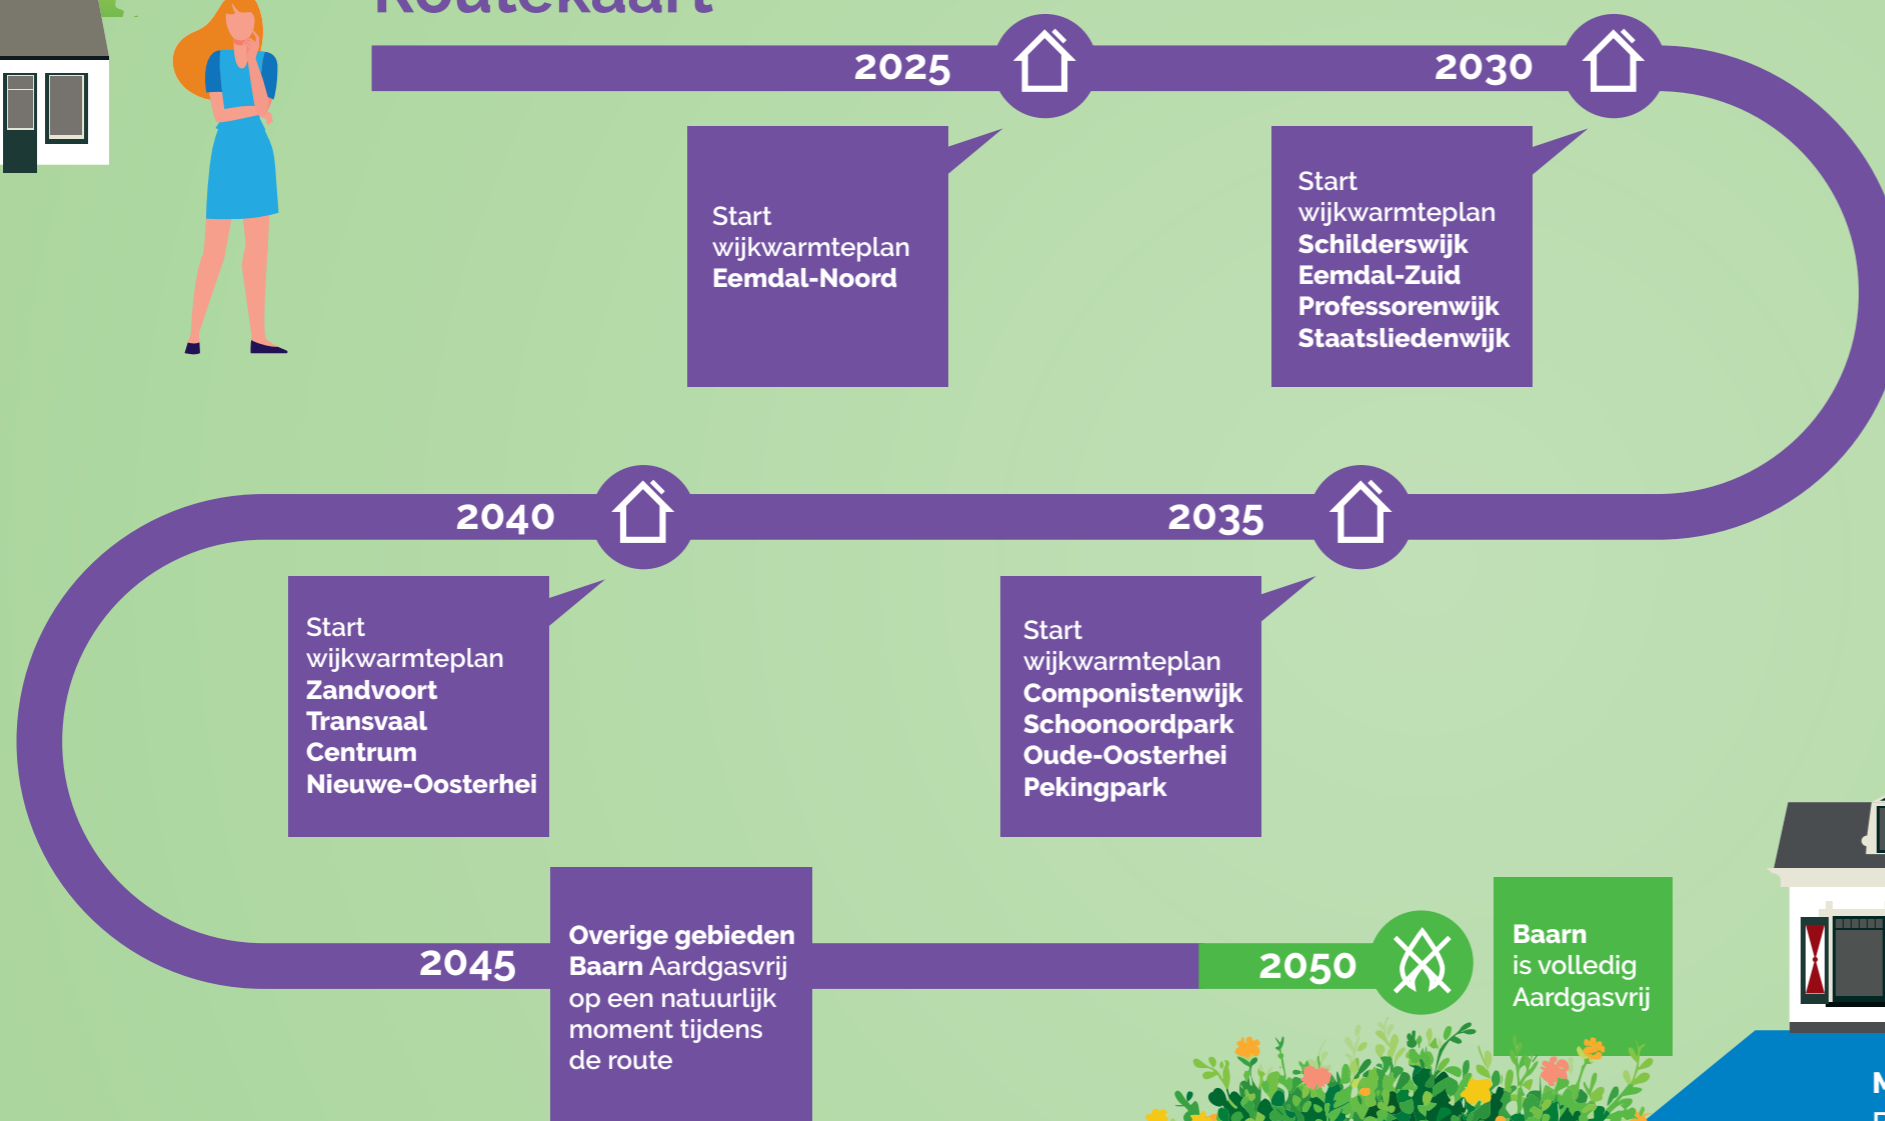 Routekaart
2025
2030
Start
wijkwarmteplan
Eemdal-Noord
Start
wijkwarmteplan
Schilderswijk
Eemdal-Zuid
Professorenwijk
Staatsliedenwijk
2035
2040
Start
wijkwarmteplan
Componistenwijk
Schoonoordpark
Oude-Oosterhei
Pekingpark
Start
wijkwarmteplan
Zandvoort
Transvaal
Centrum
Nieuwe-Oosterhei
2045
Overige gebieden
Baarn Aardgasvrij
op een natuurlijk
moment tijdens
de route
2050
Baarn
is volledig
Aardgasvrij